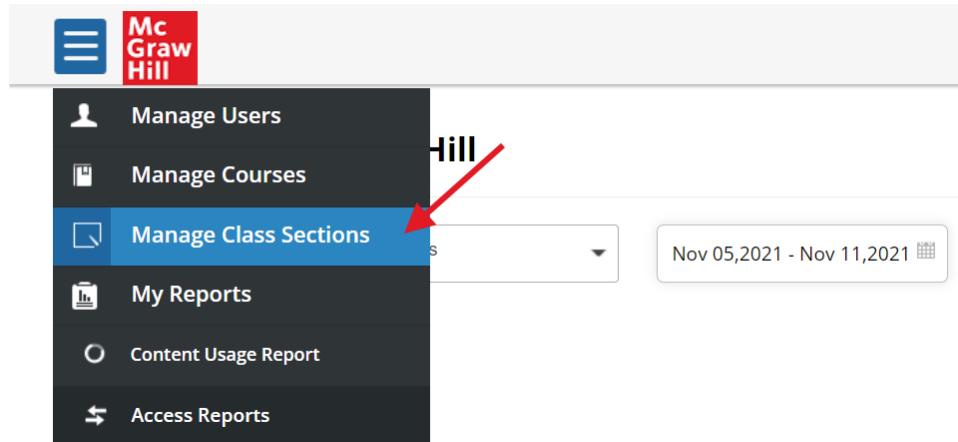 Mc
Graw
Hill
Manage Users
Hill
Manage Courses
Manage Class Sections
s
Nov 05,2021 - Nov 11,2021
My Reports
Content Usage Report
Access Reports